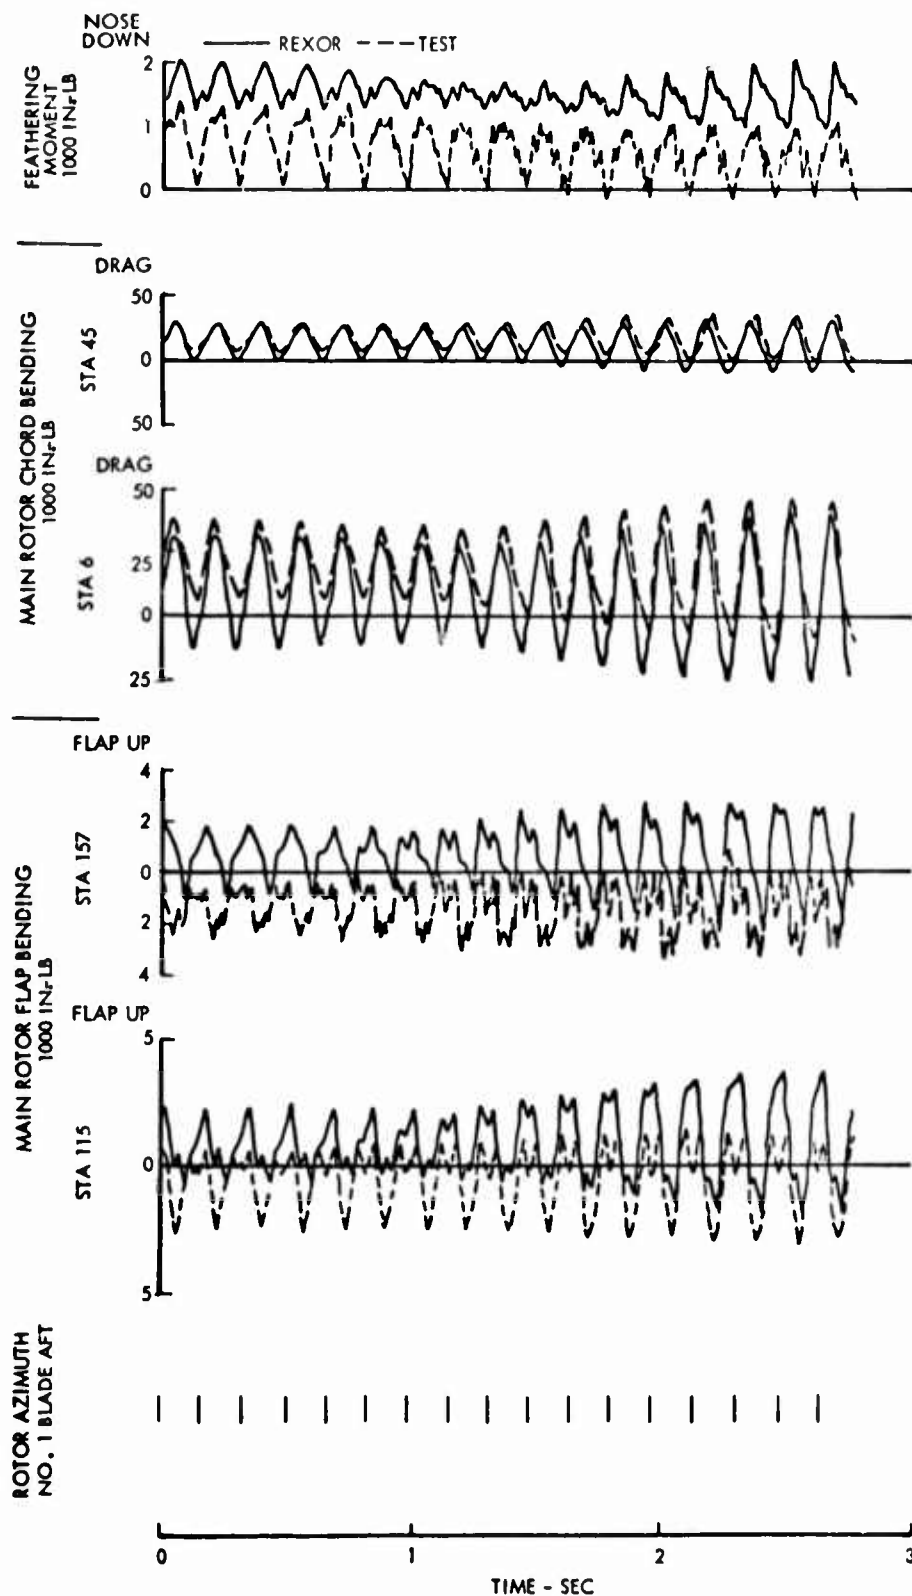 NOSE
DOWN
REXOR
TEST
FEATHERING
MOMENT
1000 IN.-LB
2
1
0
DRAG
MAIN ROTOR CHORD BENDING
1000 IN.-LB
STA 45
50
0
50
DRAG
STA 6
50
25
0
25
FLAP UP
MAIN ROTOR FLAP BENDING
1000 IN.-LB
STA 157
4
2
0
2
4
FLAP UP
STA 115
5
0
5
ROTOR AZIMUTH
NO. 1 BLADE AFT
0
1
2
3
TIME - SEC